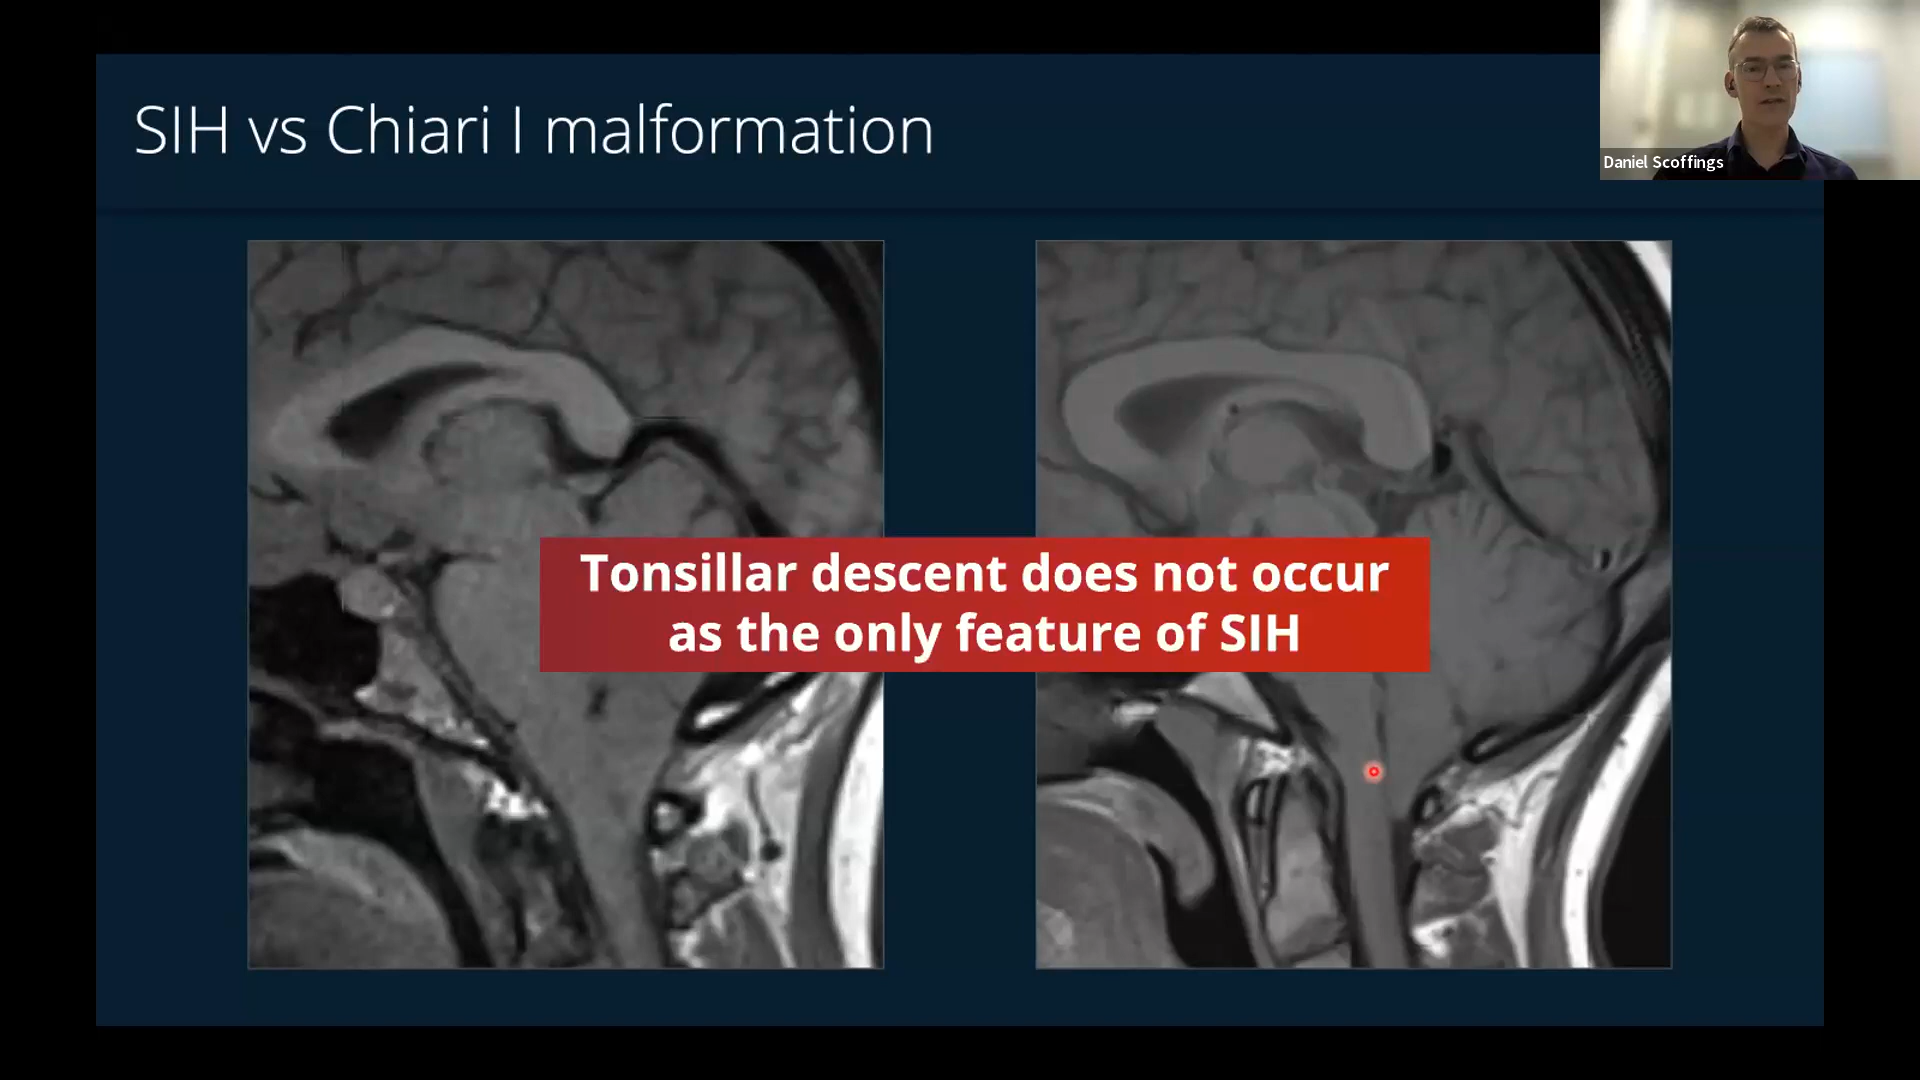 SIH vs Chiari I malformation
Daniel Scoffings
Tonsillar descent does not occur
as the only feature of SIH